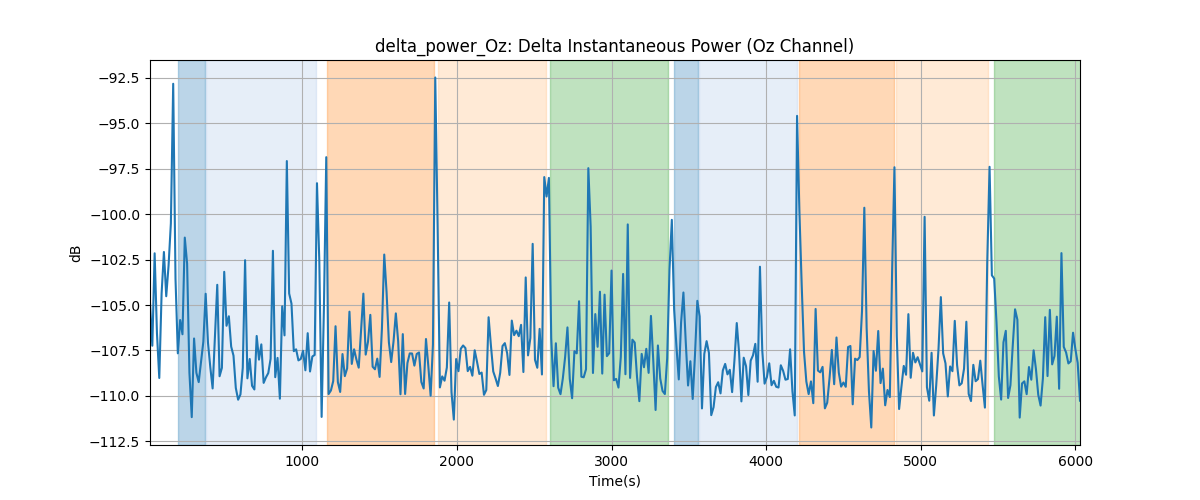 delta_power_Oz: Delta Instantaneous Power (Oz Channel)
dB
−92.5
−95.0
−97.5
−100.0
−102.5
−105.0
−107.5
−110.0
−112.5
1000 2000 3000 4000 5000 6000
Time(s)